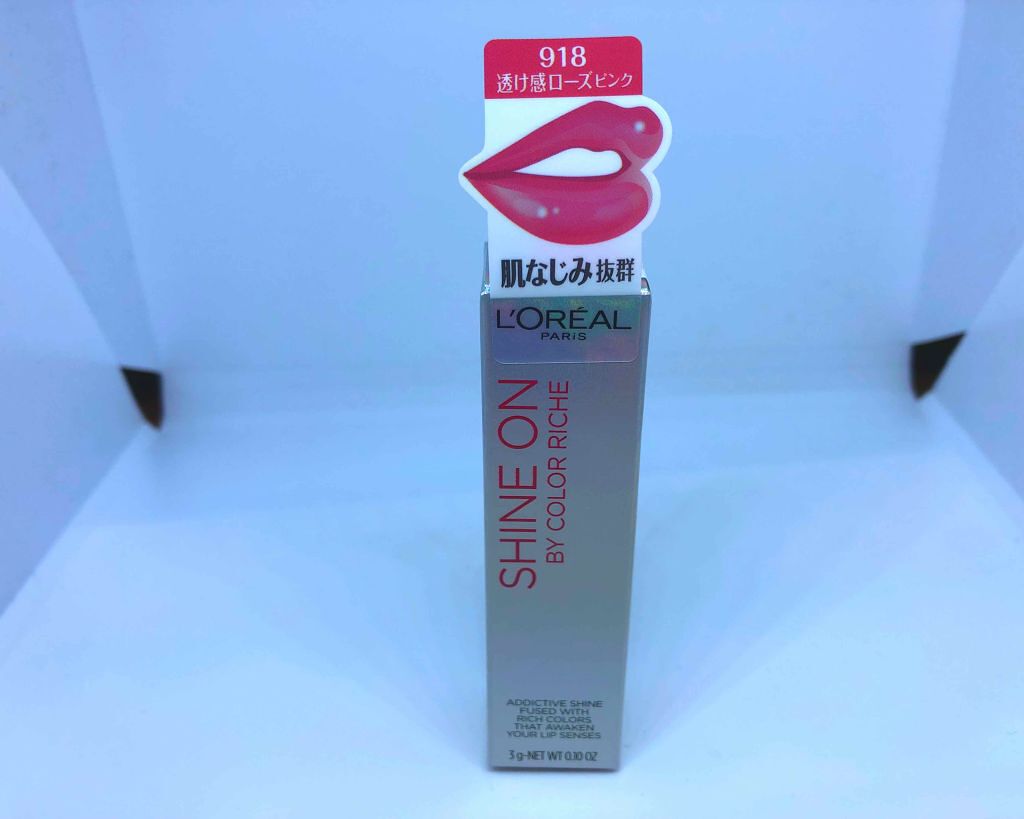 918
透け感ローズピンク
肌なじみ抜群
L'ORÉAL
PARIS
SHINE ON
BY COLOR RICHE
ADDICTIVE SHINE
FUSED WITH
RICH COLORS
THAT AWAKEN
YOUR LIP SENSES
3 g-NET WT 0.10 OZ